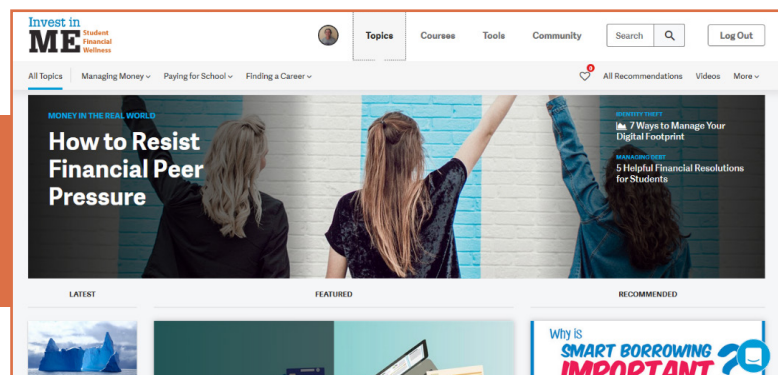 Invest in
ME
Student
Financial
Wellness
Topics Courses Tools Community Search Log Out
All Topics Managing Money Paying for School Finding a Career 0 All Recommendations Videos More
MONEY IN THE REAL WORLD
How to Resist
Financial Peer
Pressure
IDENTITY THEFT
7 Ways to Manage Your
Digital Footprint
MANAGING DEBT
5 Helpful Financial Resolutions
for Students
LATEST FEATURED RECOMMENDED
Why is
SMART BORROWING
IMPORTANT